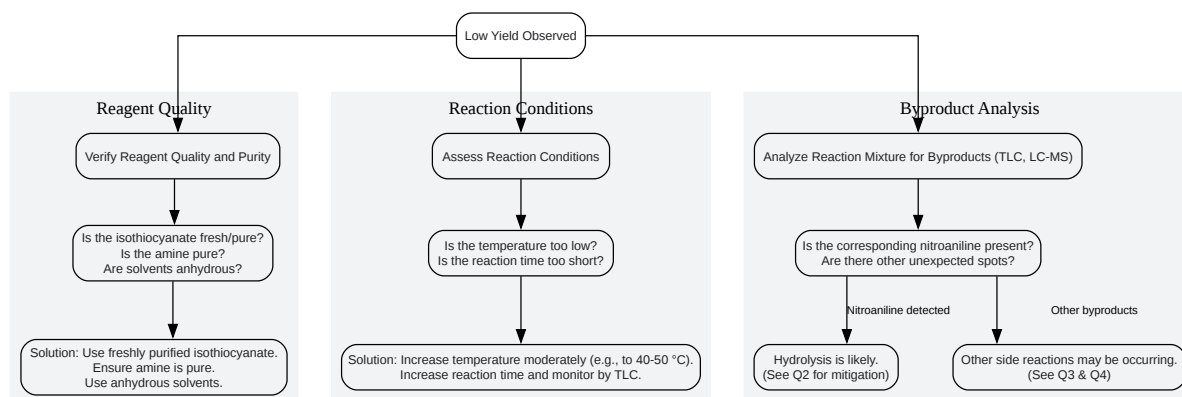 Low Yield Observed
Reagent Quality
Verify Reagent Quality and Purity
Is the isothiocyanate fresh/pure?
Is the amine pure?
Are solvents anhydrous?
Solution: Use freshly purified isothiocyanate.
Ensure amine is pure.
Use anhydrous solvents.
Reaction Conditions
Assess Reaction Conditions
Is the temperature too low?
Is the reaction time too short?
Solution: Increase temperature moderately (e.g., to 40-50 °C).
Increase reaction time and monitor by TLC.
Byproduct Analysis
Analyze Reaction Mixture for Byproducts (TLC, LC-MS)
Is the corresponding nitroaniline present?
Are there other unexpected spots?
Nitroaniline detected
Hydrolysis is likely.
(See Q2 for mitigation)
Other byproducts
Other side reactions may be occurring.
(See Q3 & Q4)